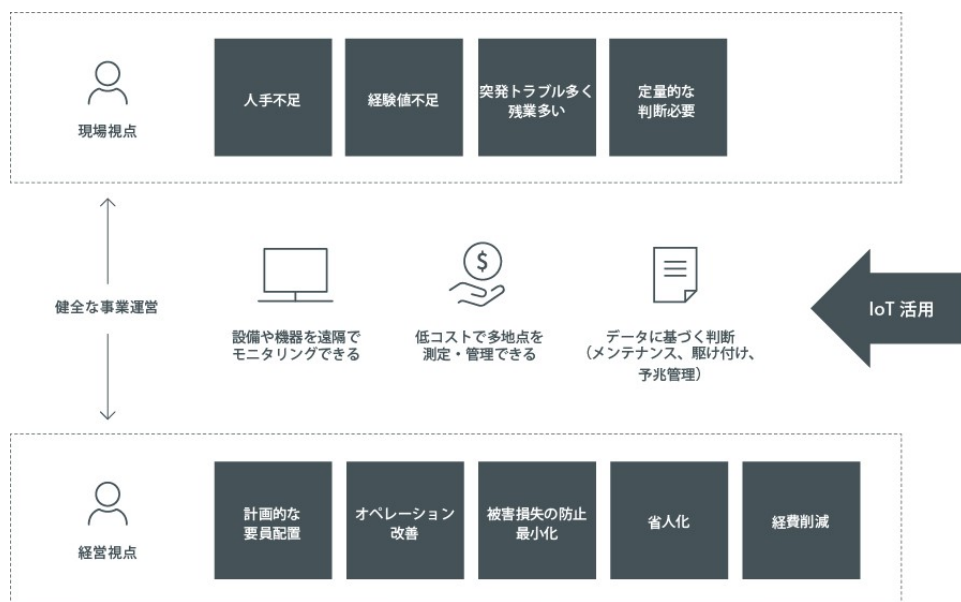 現場視点
人手不足
経験値不足
突発トラブル多く
残業多い
定量的な
判断必要
健全な事業運営
設備や機器を遠隔で
モニタリングできる
$
低コストで多地点を
測定・管理できる
データに基づく判断
（メンテナンス、駆け付け、
予兆管理）
IoT 活用
経営視点
計画的な
要員配置
オペレーション
改善
被害損失の防止
最小化
省人化
経費削減